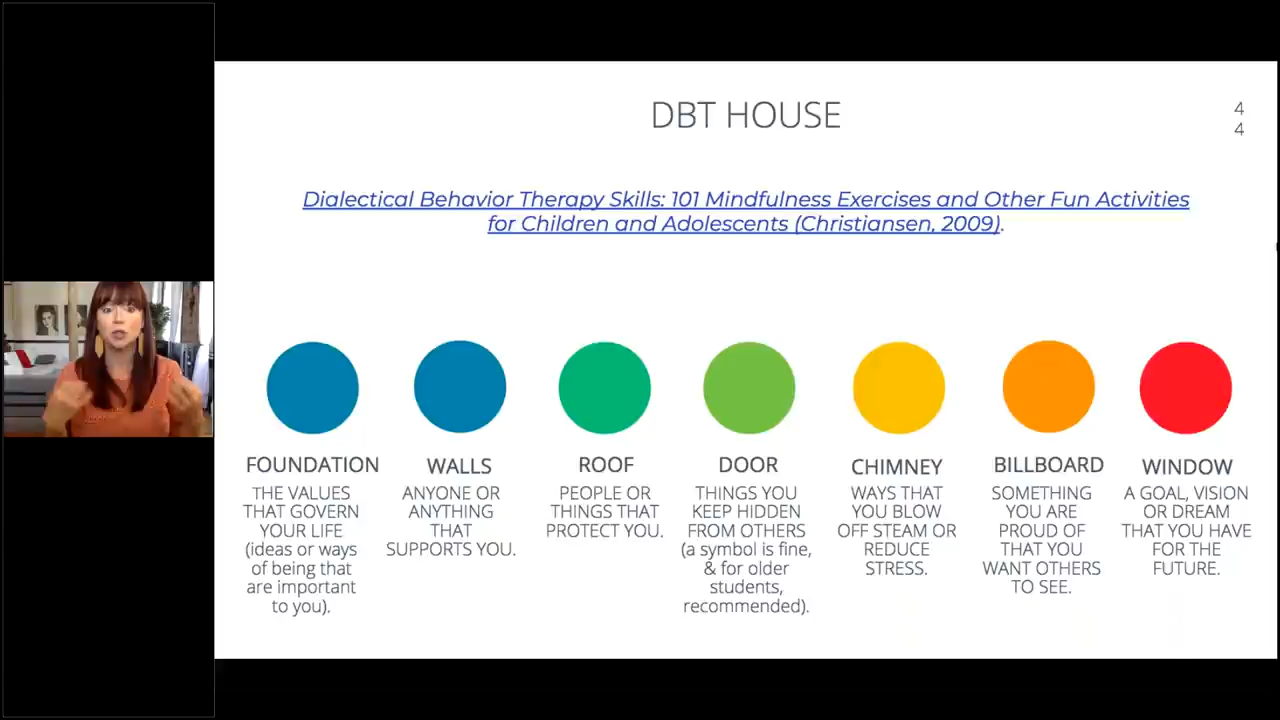 DBT HOUSE
4
4
Dialectical Behavior Therapy Skills: 101 Mindfulness Exercises and Other Fun Activities
for Children and Adolescents (Christiansen, 2009).
FOUNDATION
THE VALUES
THAT GOVERN
YOUR LIFE
(ideas or ways
of being that
are important
to you).
WALLS
ANYONE OR
ANYTHING
THAT
SUPPORTS YOU.
ROOF
PEOPLE OR
THINGS THAT
PROTECT YOU.
DOOR
THINGS YOU
KEEP HIDDEN
FROM OTHERS
(a symbol is fine,
& for older
students,
recommended).
CHIMNEY
WAYS THAT
YOU BLOW
OFF STEAM OR
REDUCE
STRESS.
BILLBOARD
SOMETHING
YOU ARE
PROUD OF
THAT YOU
WANT OTHERS
TO SEE.
WINDOW
A GOAL, VISION
OR DREAM
THAT YOU HAVE
FOR THE
FUTURE.